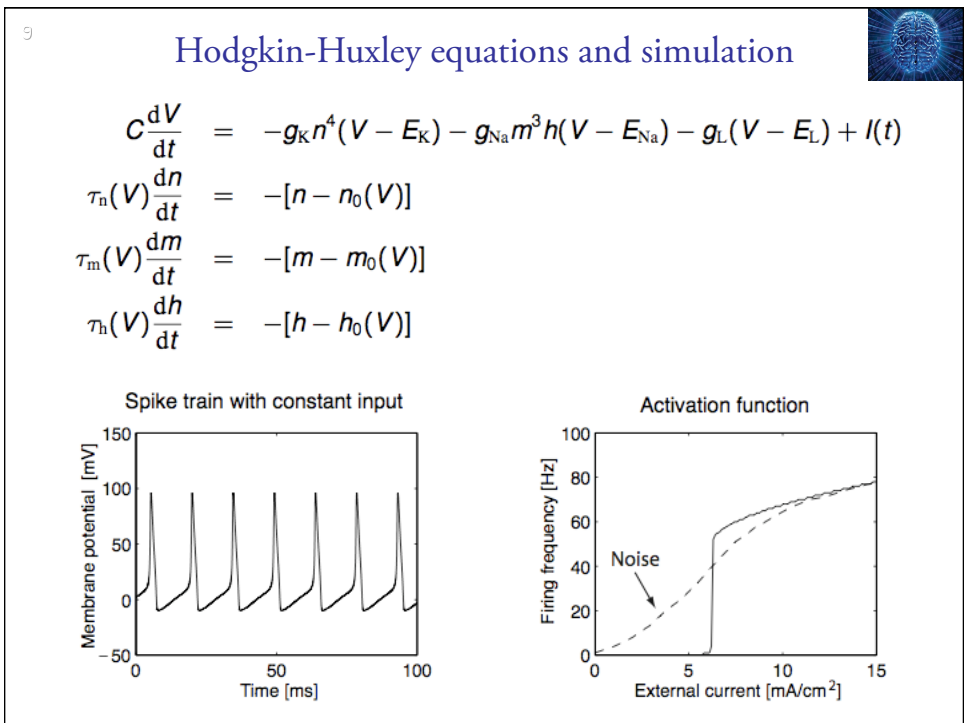 9
Hodgkin-Huxley equations and simulation
C dV/dt = −g_K n^4(V − E_K) − g_Na m^3 h(V − E_Na) − g_L(V − E_L) + I(t)
τ_n(V) dn/dt = −[n − n_0(V)]
τ_m(V) dm/dt = −[m − m_0(V)]
τ_h(V) dh/dt = −[h − h_0(V)]
Spike train with constant input
150
100
50
0
−50
Membrane potential [mV]
0 50 100
Time [ms]
Activation function
100
80
60
40
20
0
Firing frequency [Hz]
Noise
0 5 10 15
External current [mA/cm^2]